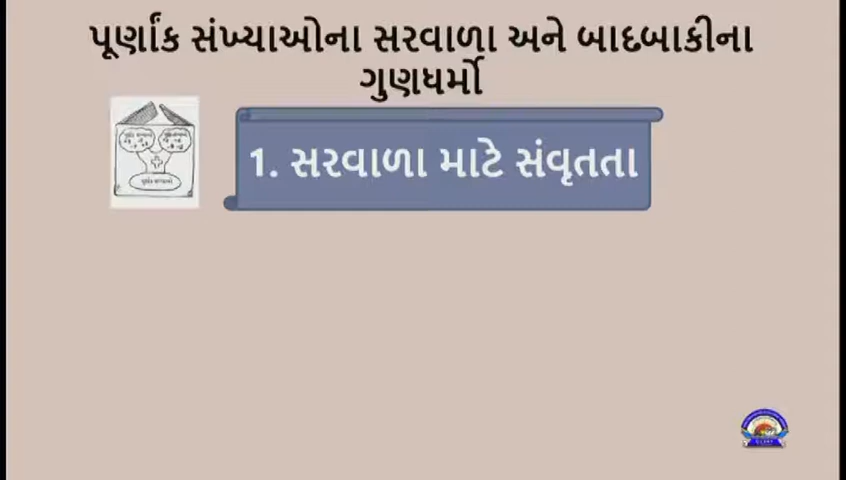 પૂર્ણાંક સંખ્યાઓના સરવાળા અને બાદબાકીના
ગુણધર્મો
1. સરવાળા માટે સંવૃતતા